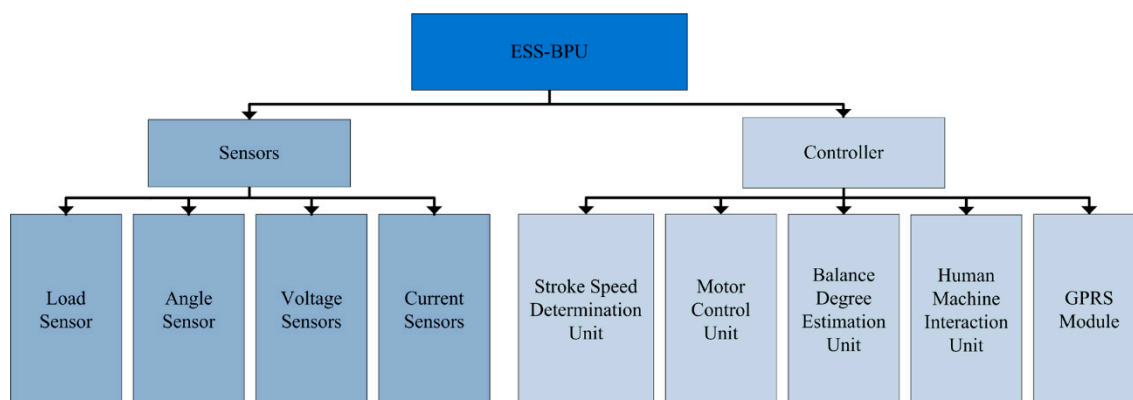 ESS-BPU
Sensors
Controller
Load
Sensor
Angle
Sensor
Voltage
Sensors
Current
Sensors
Stroke Speed
Determination
Unit
Motor
Control
Unit
Balance
Degree
Estimation
Unit
Human
Machine
Interaction
Unit
GPRS
Module